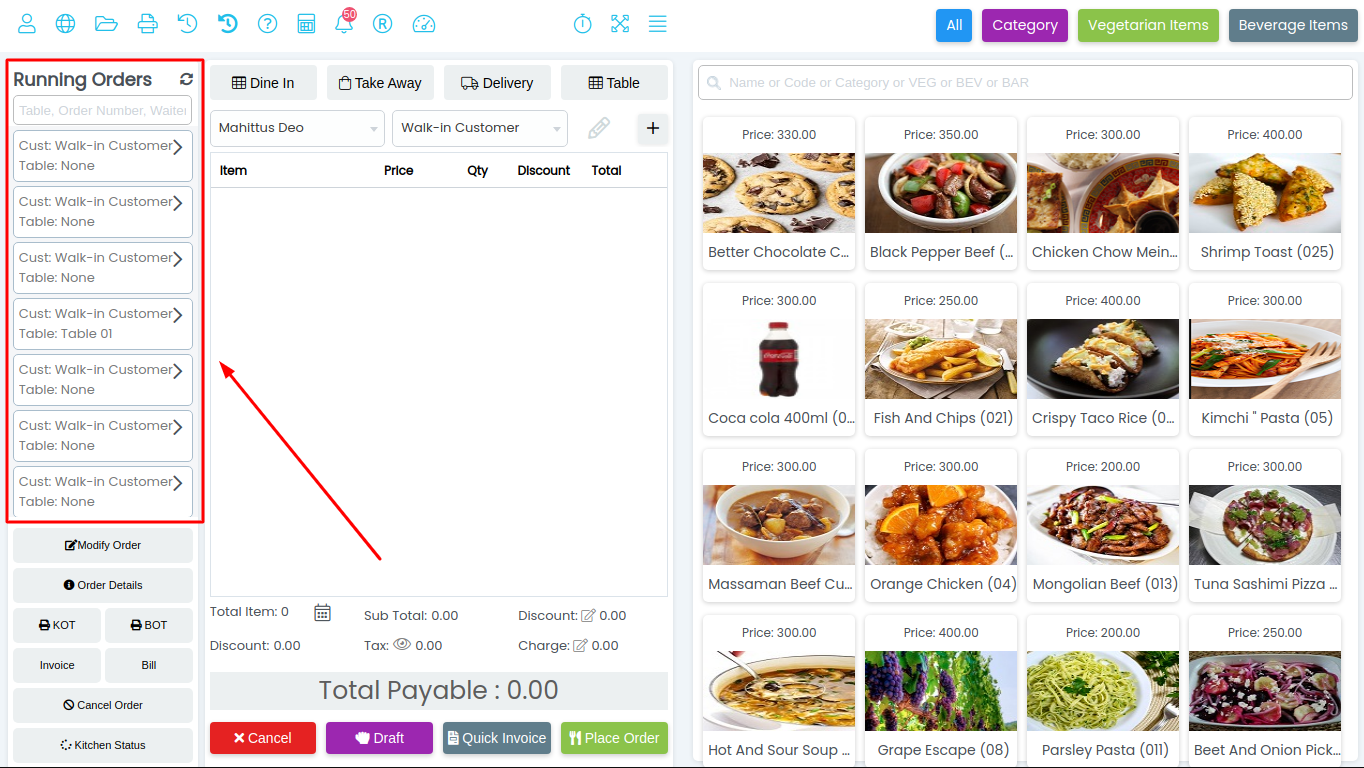 50
R
All
Category
Vegetarian Items
Beverage Items
Running Orders
Table, Order Number, Waiter
Cust: Walk-in Customer
Table: None
Cust: Walk-in Customer
Table: None
Cust: Walk-in Customer
Table: None
Cust: Walk-in Customer
Table: Table 01
Cust: Walk-in Customer
Table: None
Cust: Walk-in Customer
Table: None
Cust: Walk-in Customer
Table: None
Modify Order
Order Details
KOT
BOT
Invoice
Bill
Cancel Order
Kitchen Status
Dine In
Take Away
Delivery
Table
Mahittus Deo
Walk-in Customer
Item Price Qty Discount Total
Total Item: 0
Sub Total: 0.00
Discount: 0.00
Discount: 0.00
Tax: 0.00
Charge: 0.00
Total Payable : 0.00
Cancel
Draft
Quick Invoice
Place Order
Name or Code or Category or VEG or BEV or BAR
Price: 330.00
Better Chocolate C...
Price: 350.00
Black Pepper Beef (...
Price: 300.00
Chicken Chow Mein...
Price: 400.00
Shrimp Toast (025)
Price: 300.00
Coca cola 400ml (0...
Price: 250.00
Fish And Chips (021)
Price: 400.00
Crispy Taco Rice (0...
Price: 300.00
Kimchi " Pasta (05)
Price: 300.00
Massaman Beef Cu...
Price: 300.00
Orange Chicken (04)
Price: 200.00
Mongolian Beef (013)
Price: 300.00
Tuna Sashimi Pizza ...
Price: 300.00
Hot And Sour Soup ...
Price: 400.00
Grape Escape (08)
Price: 200.00
Parsley Pasta (011)
Price: 250.00
Beet And Onion Pick...